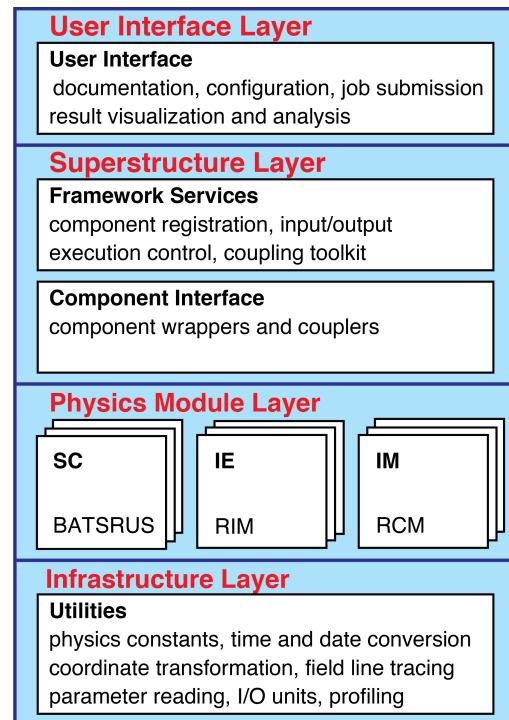 User Interface Layer
User Interface
documentation, configuration, job submission
result visualization and analysis
Superstructure Layer
Framework Services
component registration, input/output
execution control, coupling toolkit
Component Interface
component wrappers and couplers
Physics Module Layer
SC
BATSRUS
IE
RIM
IM
RCM
Infrastructure Layer
Utilities
physics constants, time and date conversion
coordinate transformation, field line tracing
parameter reading, I/O units, profiling